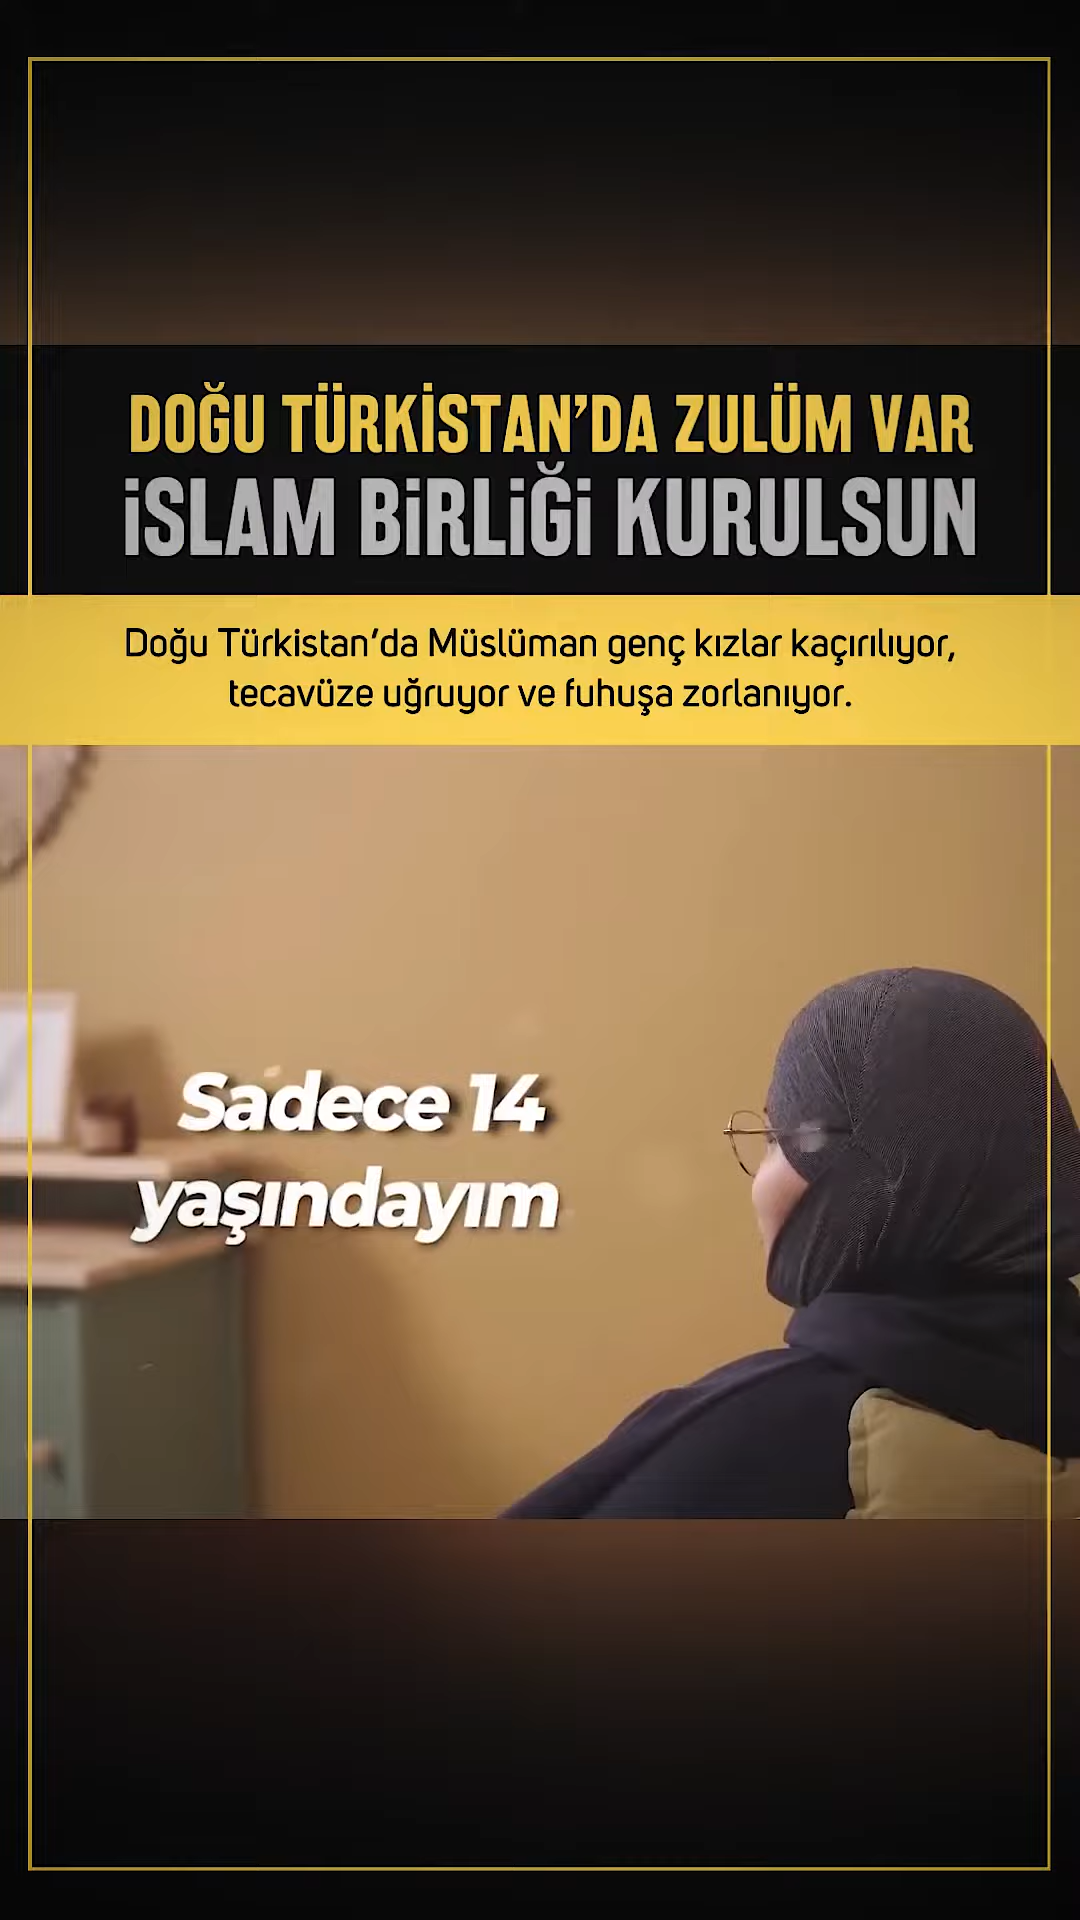 DOĞU TÜRKİSTAN'DA ZULÜM VAR
İSLAM BİRLİĞİ KURULSUN
Doğu Türkistan'da Müslüman genç kızlar kaçırılıyor,
tecavüze uğruyor ve fuhuşa zorlanıyor.
Sadece 14
yaşındayım